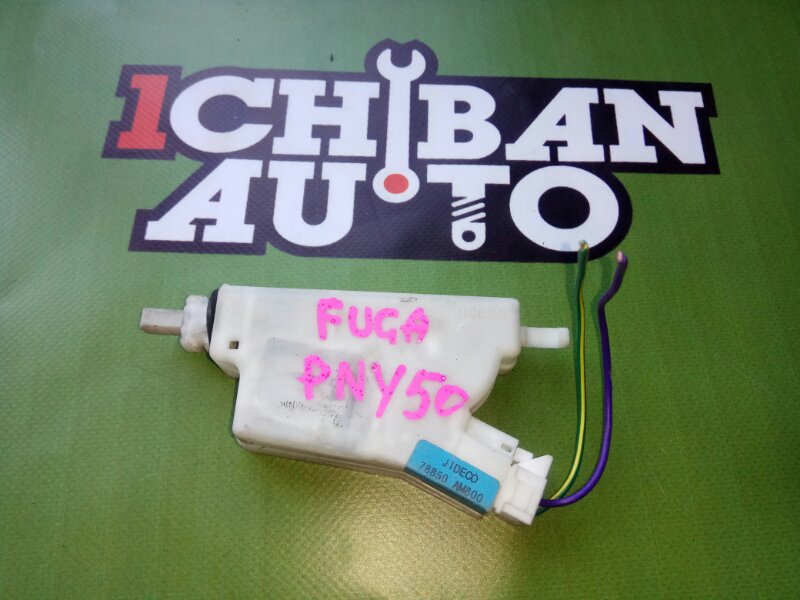 1CHIBAN
AUTO
FUGA
PNY50
JIDECO
78850 AM800